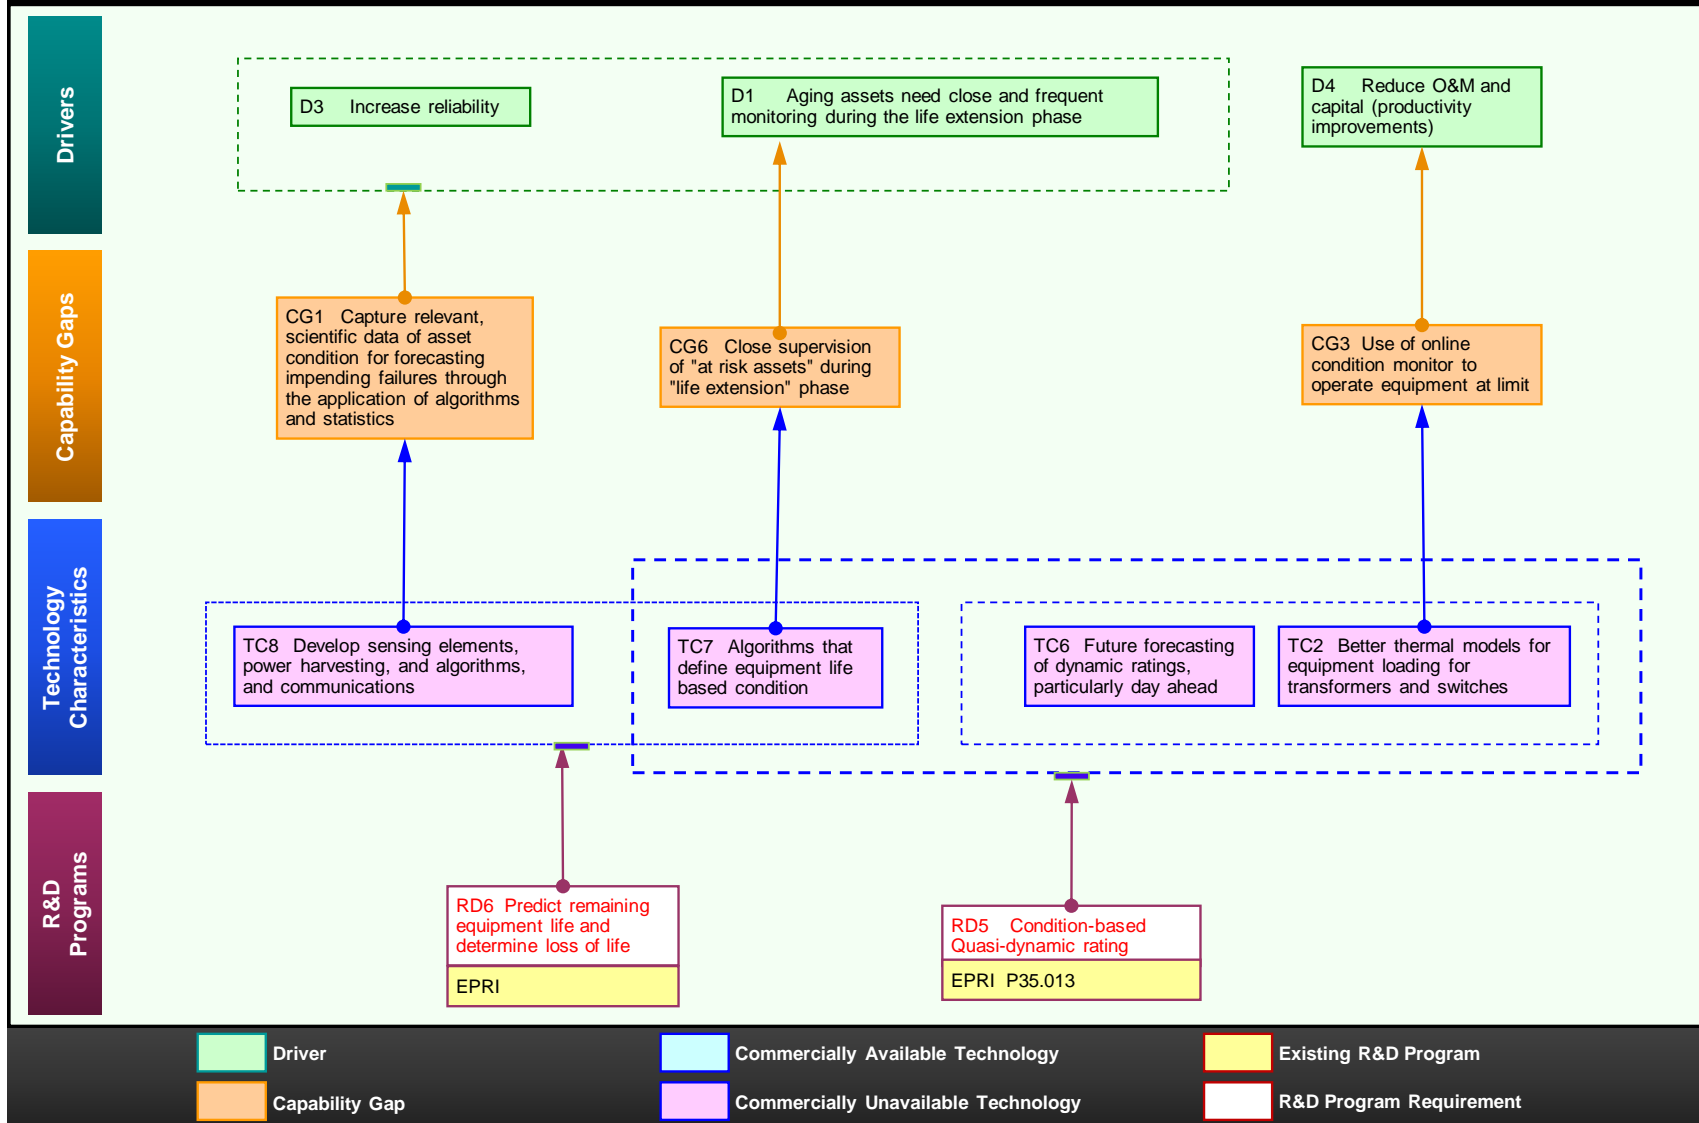 Drivers
D3 Increase reliability
D1 Aging assets need close and frequent
monitoring during the life extension phase
D4 Reduce O&M and
capital (productivity
improvements)
Capability Gaps
CG1 Capture relevant,
scientific data of asset
condition for forecasting
impending failures through
the application of algorithms
and statistics
CG6 Close supervision
of "at risk assets" during
"life extension" phase
CG3 Use of online
condition monitor to
operate equipment at limit
Technology
Characteristics
TC8 Develop sensing elements,
power harvesting, and algorithms,
and communications
TC7 Algorithms that
define equipment life
based condition
TC6 Future forecasting
of dynamic ratings,
particularly day ahead
TC2 Better thermal models for
equipment loading for
transformers and switches
R&D
Programs
RD6 Predict remaining
equipment life and
determine loss of life
EPRI
RD5 Condition-based
Quasi-dynamic rating
EPRI P35.013
Driver
Commercially Available Technology
Existing R&D Program
Capability Gap
Commercially Unavailable Technology
R&D Program Requirement